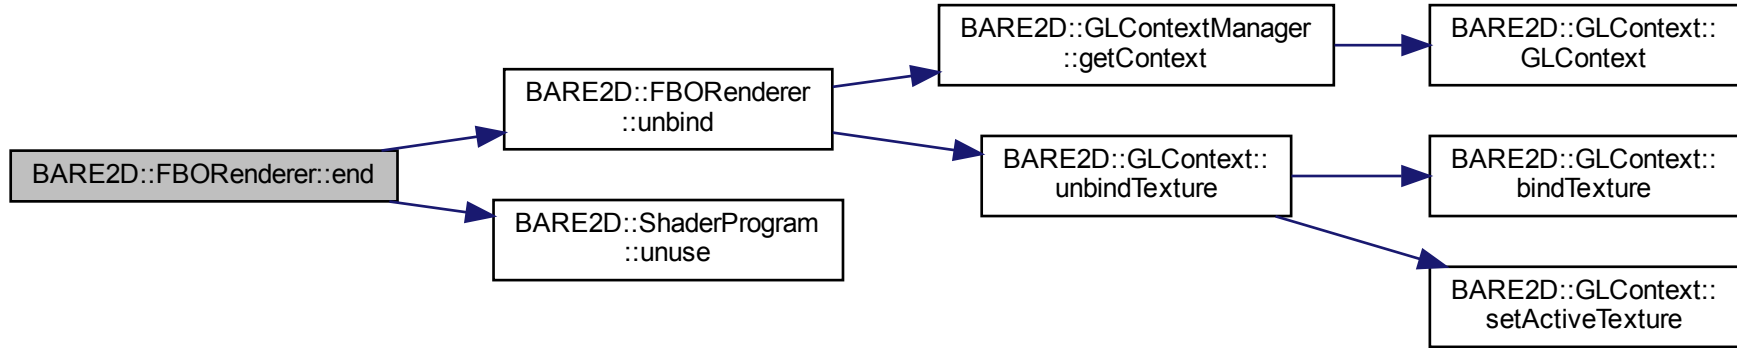 BARE2D::FBORenderer::end
BARE2D::FBORenderer
::unbind
BARE2D::ShaderProgram
::unuse
BARE2D::GLContextManager
::getContext
BARE2D::GLContext::
unbindTexture
BARE2D::GLContext::
GLContext
BARE2D::GLContext::
bindTexture
BARE2D::GLContext::
setActiveTexture